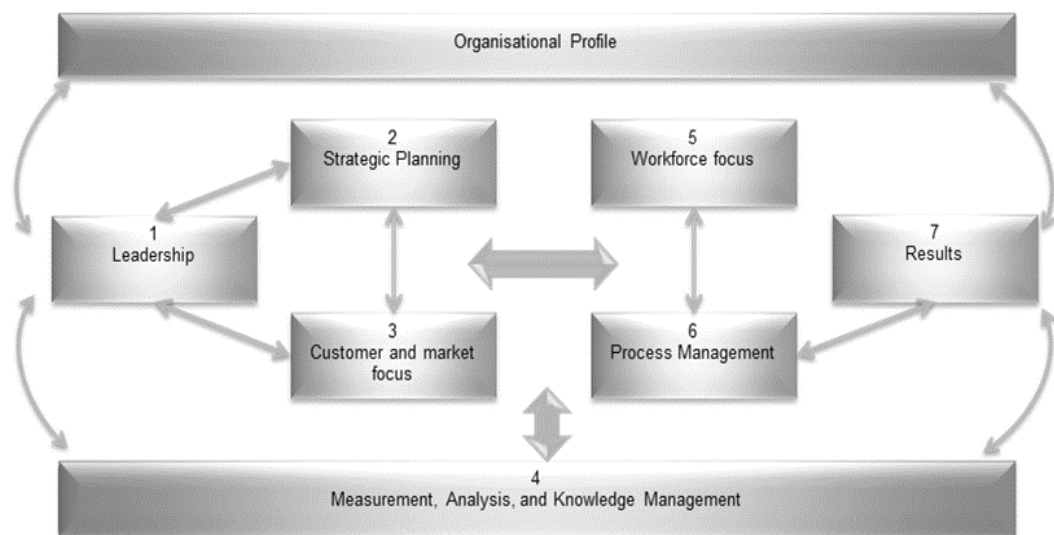 Organisational Profile
2
Strategic Planning
5
Workforce focus
1
Leadership
7
Results
3
Customer and market
focus
6
Process Management
4
Measurement, Analysis, and Knowledge Management